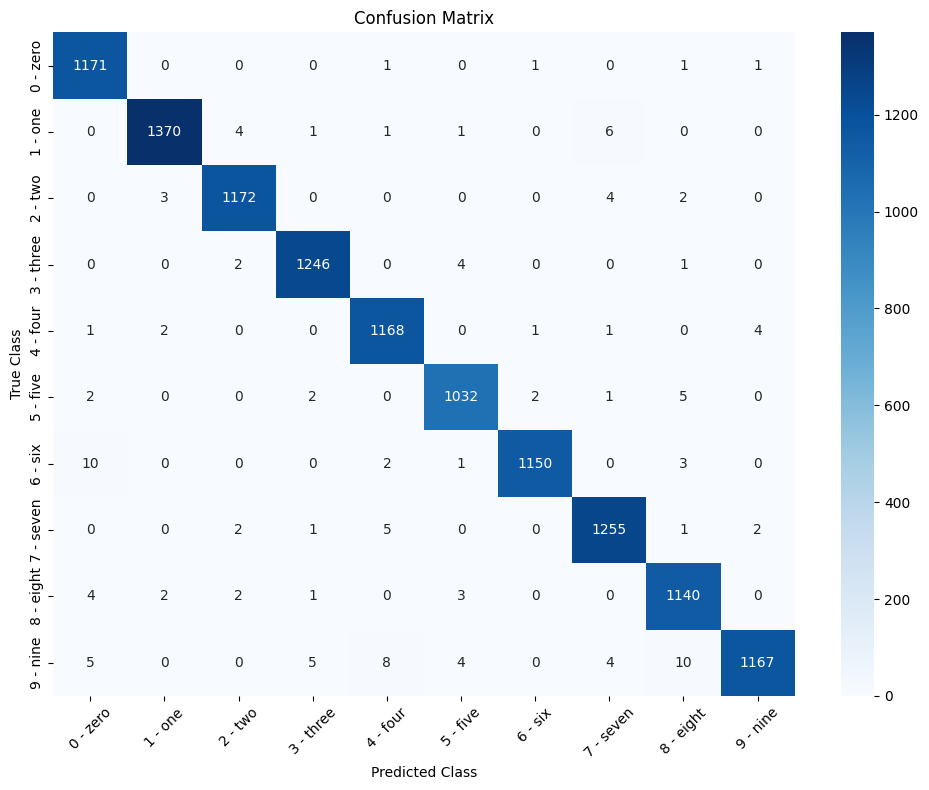 Confusion Matrix
0 - zero 1171 0 0 0 1 0 1 0 1 1
1 - one 0 1370 4 1 1 1 0 6 0 0
2 - two 0 3 1172 0 0 0 0 4 2 0
3 - three 0 0 2 1246 0 4 0 0 1 0
4 - four 1 2 0 0 1168 0 1 1 0 4
5 - five 2 0 0 2 0 1032 2 1 5 0
6 - six 10 0 0 0 2 1 1150 0 3 0
7 - seven 0 0 2 1 5 0 0 1255 1 2
8 - eight 4 2 2 1 0 3 0 0 1140 0
9 - nine 5 0 0 5 8 4 0 4 10 1167
True Class
0 - zero 1 - one 2 - two 3 - three 4 - four 5 - five 6 - six 7 - seven 8 - eight 9 - nine
Predicted Class
1200
1000
800
600
400
200
0